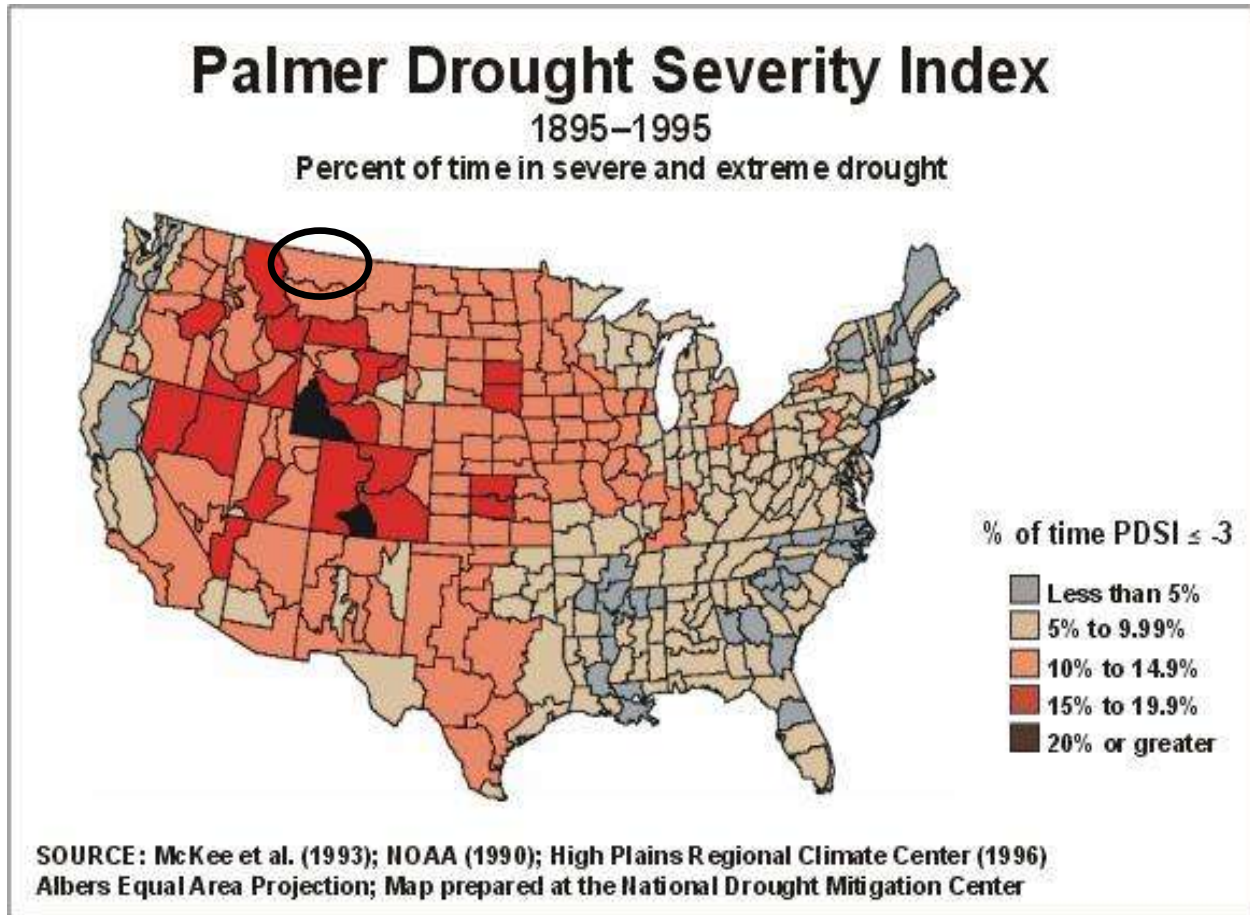 Palmer Drought Severity Index
1895–1995
Percent of time in severe and extreme drought
% of time PDSI ≤ -3
Less than 5%
5% to 9.99%
10% to 14.9%
15% to 19.9%
20% or greater
SOURCE: McKee et al. (1993); NOAA (1990); High Plains Regional Climate Center (1996)
Albers Equal Area Projection; Map prepared at the National Drought Mitigation Center